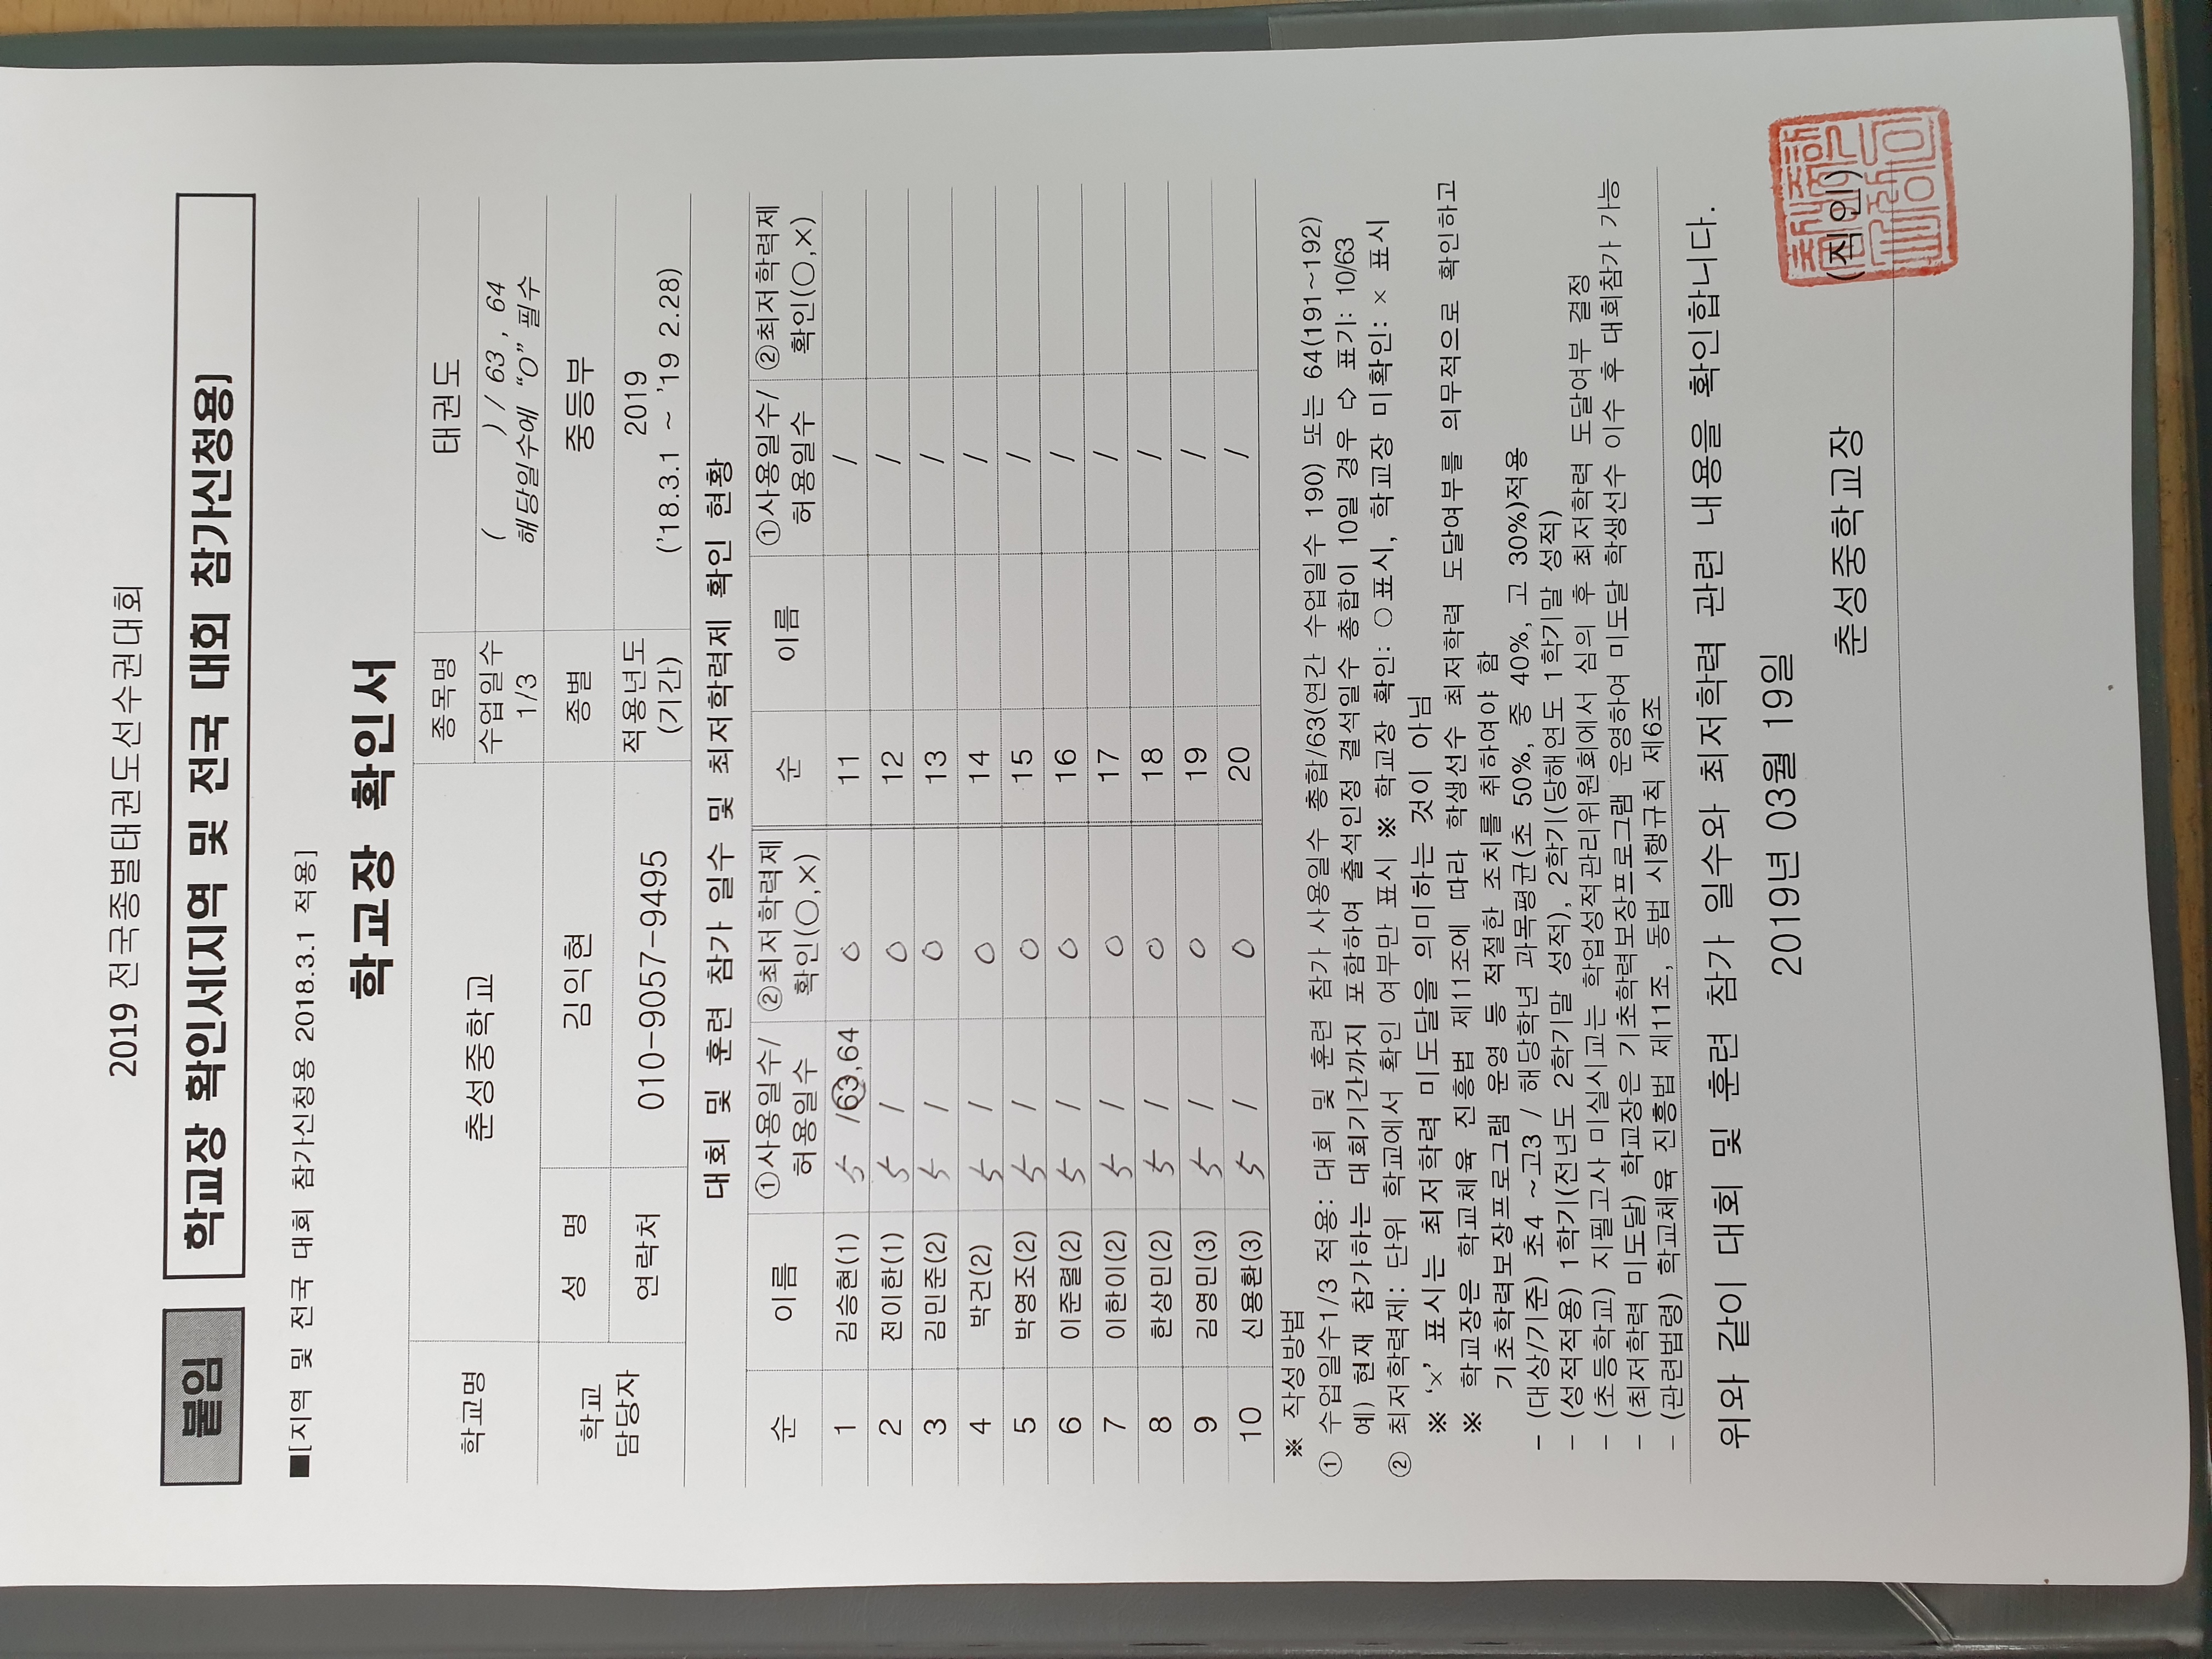 2019 전국종별태권도선수권대회
붙임 학교장 확인서[지역 및 전국 대회 참가신청용]
■[지역 및 전국 대회 참가신청용 2018.3.1 적용]
학교장 확인서
학교명 춘성중학교 종목명 태권도
수업일수 1/3 ( ) / 63 , 64 해당일수에 “O” 필수
학교 담당자 성 명 김익현 종별 중등부
연락처 010-9057-9495 적용년도 (기간) 2019 ('18.3.1 ~ '19 2.28)
대회 및 훈련 참가 일수 및 최저학력제 확인 현황
순 이름 ①사용일수/허용일수 ②최저학력제 확인(○,×) 순 이름 ①사용일수/허용일수 ②최저학력제 확인(○,×)
1 김승현(1) 5 /63,64 O 11 /
2 전이한(1) 5 / O 12 /
3 김민준(2) 5 / O 13 /
4 박건(2) 5 / O 14 /
5 박영조(2) 5 / O 15 /
6 이준렬(2) 5 / O 16 /
7 이한이(2) 5 / O 17 /
8 한상민(2) 5 / O 18 /
9 김영민(3) 5 / O 19 /
10 신용환(3) 5 / O 20 /
※ 작성방법
① 수업일수1/3 적용: 대회 및 훈련 참가 사용일수 총합/63(연간 수업일수 190) 또는 64(191~192)
예) 현재 참가하는 대회기간까지 포함하여 출석인정 결석일수 총합이 10일 경우 ⇨ 표기: 10/63
② 최저학력제: 단위 학교에서 확인 여부만 표시 ※ 학교장 확인: ○표시, 학교장 미확인: × 표시
※ ‘×’ 표시는 최저학력 미도달을 의미하는 것이 아님
※ 학교장은 학교체육 진흥법 제11조에 따라 학생선수 최저학력 도달여부를 의무적으로 확인하고
기초학력보장프로그램 운영 등 적절한 조치를 취하여야 함
- (대상/기준) 초4 ~고3 / 해당학년 과목평균(초 50%, 중 40%, 고 30%)적용
- (성적적용) 1학기(전년도 2학기말 성적), 2학기(당해연도 1학기말 성적)
- (초등학교) 지필고사 미실시교는 학업성적관리위원회에서 심의 후 최저학력 도달여부 결정
- (최저학력 미도달) 학교장은 기초학력보장프로그램 운영하여 미도달 학생선수 이수 후 대회참가 가능
- (관련법령) 학교체육 진흥법 제11조, 동법 시행규칙 제6조
위와 같이 대회 및 훈련 참가 일수와 최저학력 관련 내용을 확인합니다.
2019년 03월 19일
춘성중학교장 (직인)